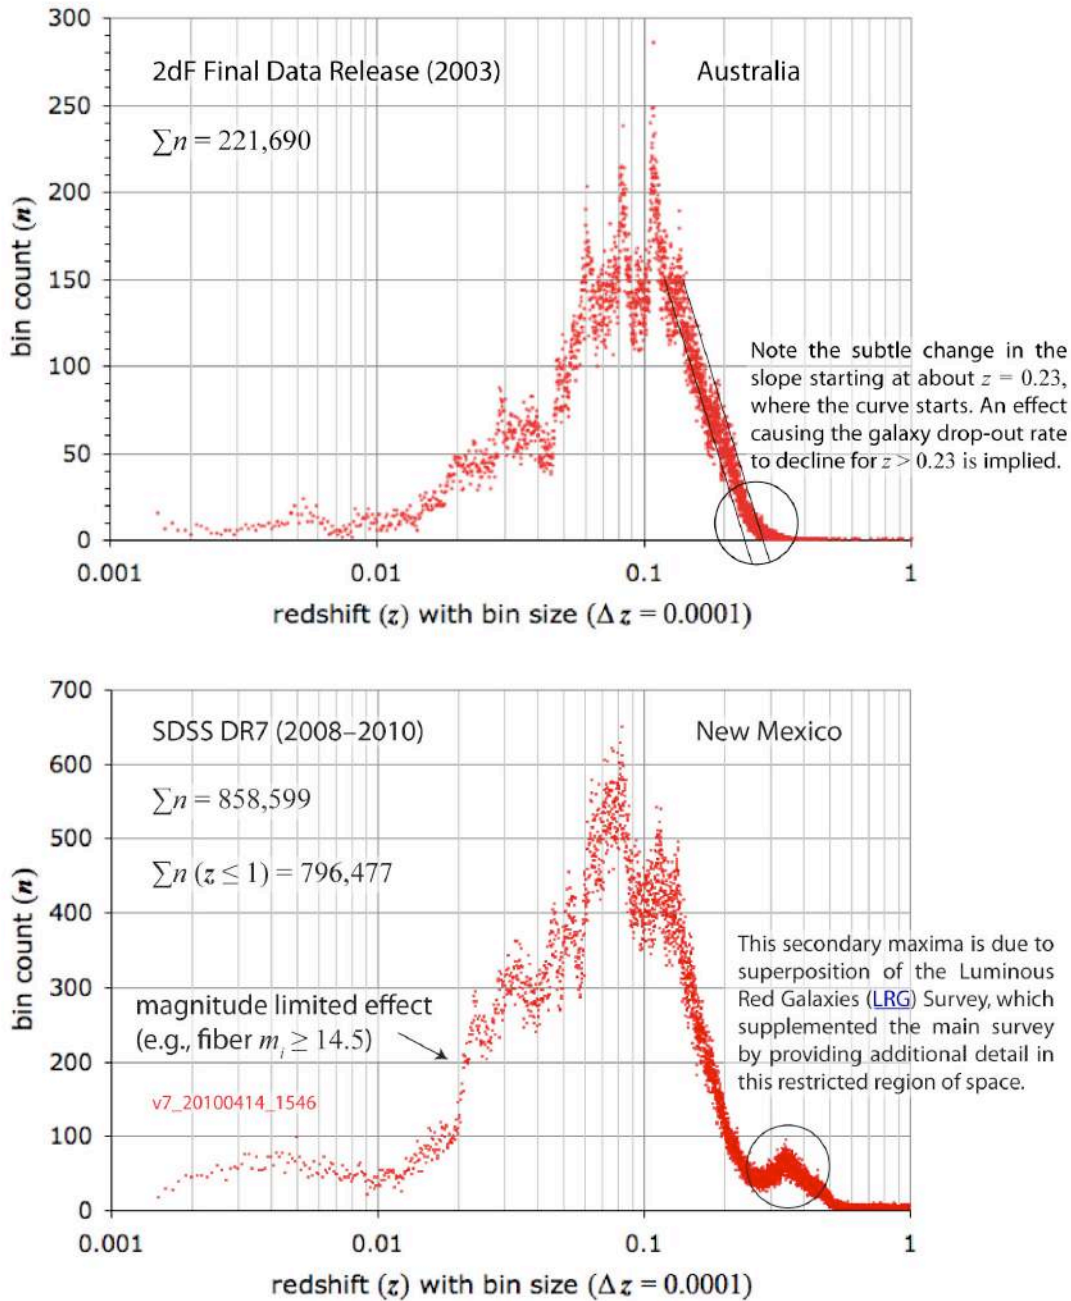 300
2dF Final Data Release (2003)
Australia
∑n = 221,690
250
200
150
100
50
0
bin count (n)
Note the subtle change in the
slope starting at about z = 0.23,
where the curve starts. An effect
causing the galaxy drop-out rate
to decline for z > 0.23 is implied.
0.001
0.01
0.1
1
redshift (z) with bin size (Δ z = 0.0001)
700
SDSS DR7 (2008–2010)
New Mexico
600
∑n = 858,599
∑n (z ≤ 1) = 796,477
500
400
300
200
100
0
bin count (n)
magnitude limited effect
(e.g., fiber mi ≥ 14.5)
v7_20100414_1546
This secondary maxima is due to
superposition of the Luminous
Red Galaxies (LRG) Survey, which
supplemented the main survey
by providing additional detail in
this restricted region of space.
0.001
0.01
0.1
1
redshift (z) with bin size (Δ z = 0.0001)